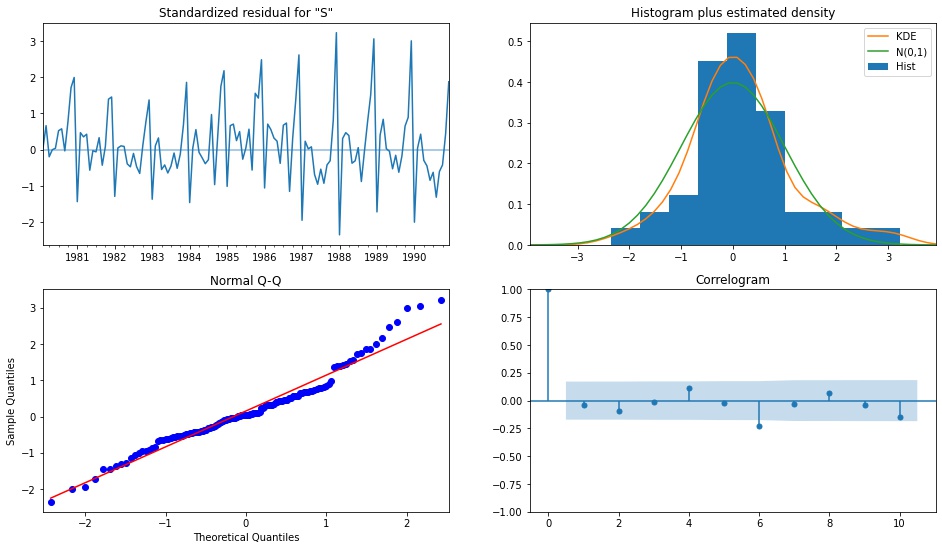 Standardized residual for "S"
3
2
1
0
−1
−2
1981 1982 1983 1984 1985 1986 1987 1988 1989 1990
Histogram plus estimated density
KDE
N(0,1)
Hist
0.5
0.4
0.3
0.2
0.1
0.0
−3 −2 −1 0 1 2 3
Normal Q-Q
Sample Quantiles
3
2
1
0
−1
−2
−2 −1 0 1 2
Theoretical Quantiles
Correlogram
1.00
0.75
0.50
0.25
0.00
−0.25
−0.50
−0.75
−1.00
0 2 4 6 8 10